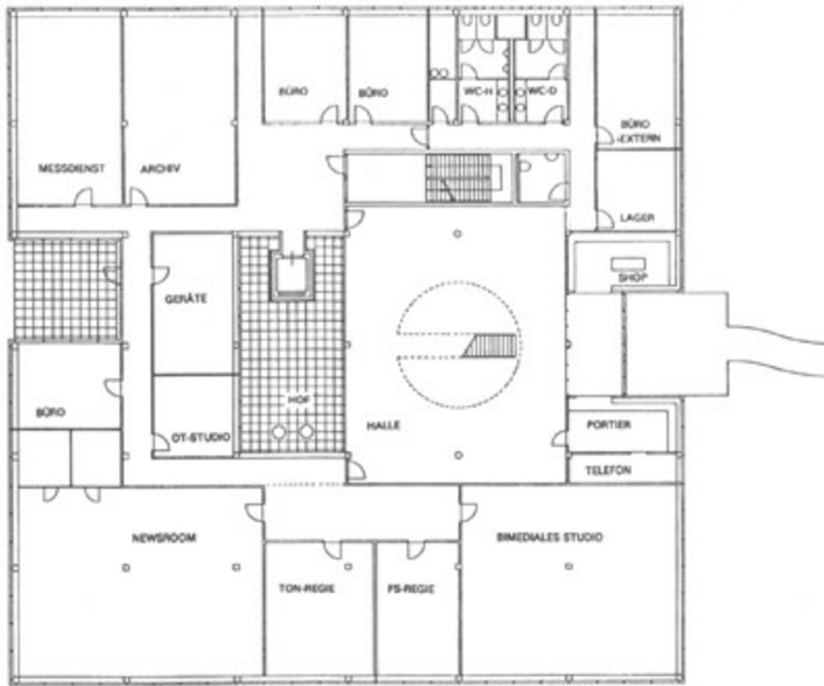 BÜRO
BÜRO
WC-H
WC-D
BÜRO
-EXTERN
MESSDIENST
ARCHIV
LAGER
SHOP
GERÄTE
HOF
BÜRO
HALLE
PORTIER
OT-STUDIO
TELEFON
NEWSROOM
BIMEDIALES STUDIO
TON-REGIE
FS-REGIE